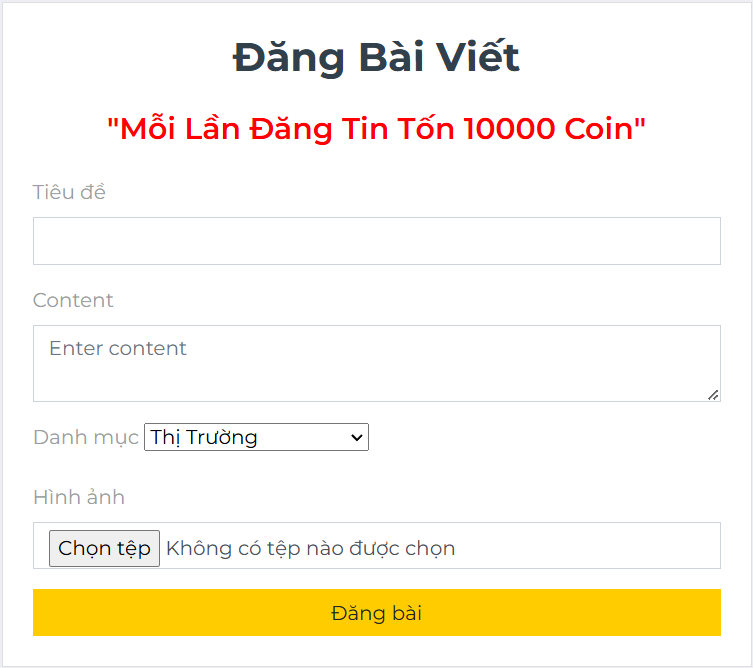 Đăng Bài Viết
"Mỗi Lần Đăng Tin Tốn 10000 Coin"
Tiêu đề
Content
Enter content
Danh mục Thị Trường
Hình ảnh
Chọn tệp Không có tệp nào được chọn
Đăng bài